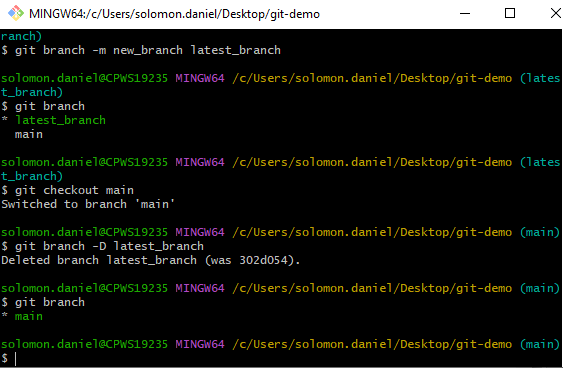 MINGW64:/c/Users/solomon.daniel/Desktop/git-demo
ranch)
$ git branch -m new_branch latest_branch
solomon.daniel@CPWS19235 MINGW64 /c/Users/solomon.daniel/Desktop/git-demo (lates
t_branch)
$ git branch
* latest_branch
main
solomon.daniel@CPWS19235 MINGW64 /c/Users/solomon.daniel/Desktop/git-demo (lates
t_branch)
$ git checkout main
Switched to branch 'main'
solomon.daniel@CPWS19235 MINGW64 /c/Users/solomon.daniel/Desktop/git-demo (main)
$ git branch -D latest_branch
Deleted branch latest_branch (was 302d054).
solomon.daniel@CPWS19235 MINGW64 /c/Users/solomon.daniel/Desktop/git-demo (main)
$ git branch
* main
solomon.daniel@CPWS19235 MINGW64 /c/Users/solomon.daniel/Desktop/git-demo (main)
$